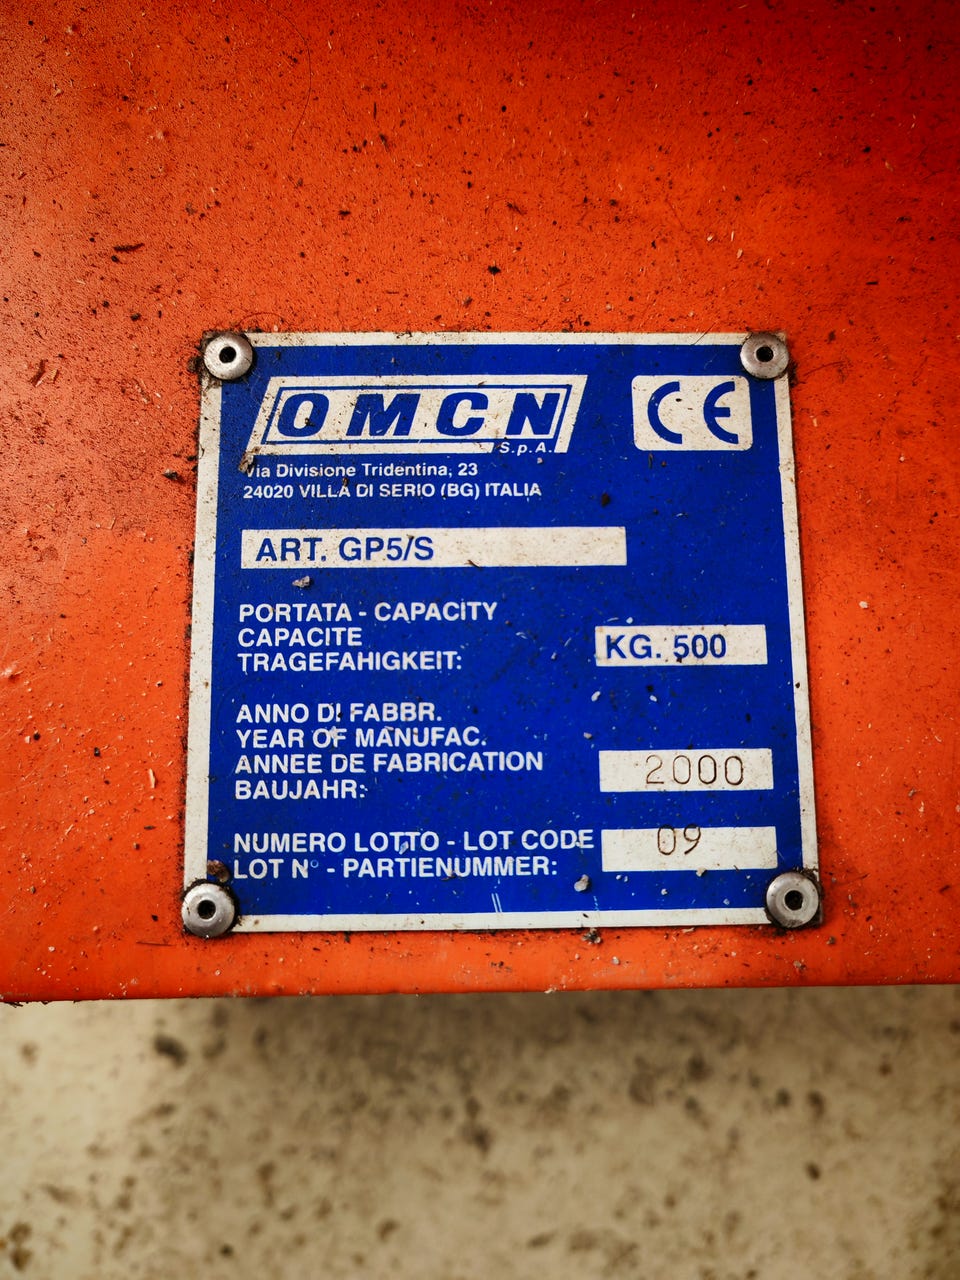 OMCN
S.p.A.
CE
Via Divisione Tridentina, 23
24020 VILLA DI SERIO (BG) ITALIA
ART. GP5/S
PORTATA - CAPACITY
CAPACITE
TRAGEFAHIGKEIT:
KG. 500
ANNO DI FABBR.
YEAR OF MANUFAC.
ANNEE DE FABRICATION
BAUJAHR:
2000
NUMERO LOTTO - LOT CODE
LOT N° - PARTIENUMMER:
09